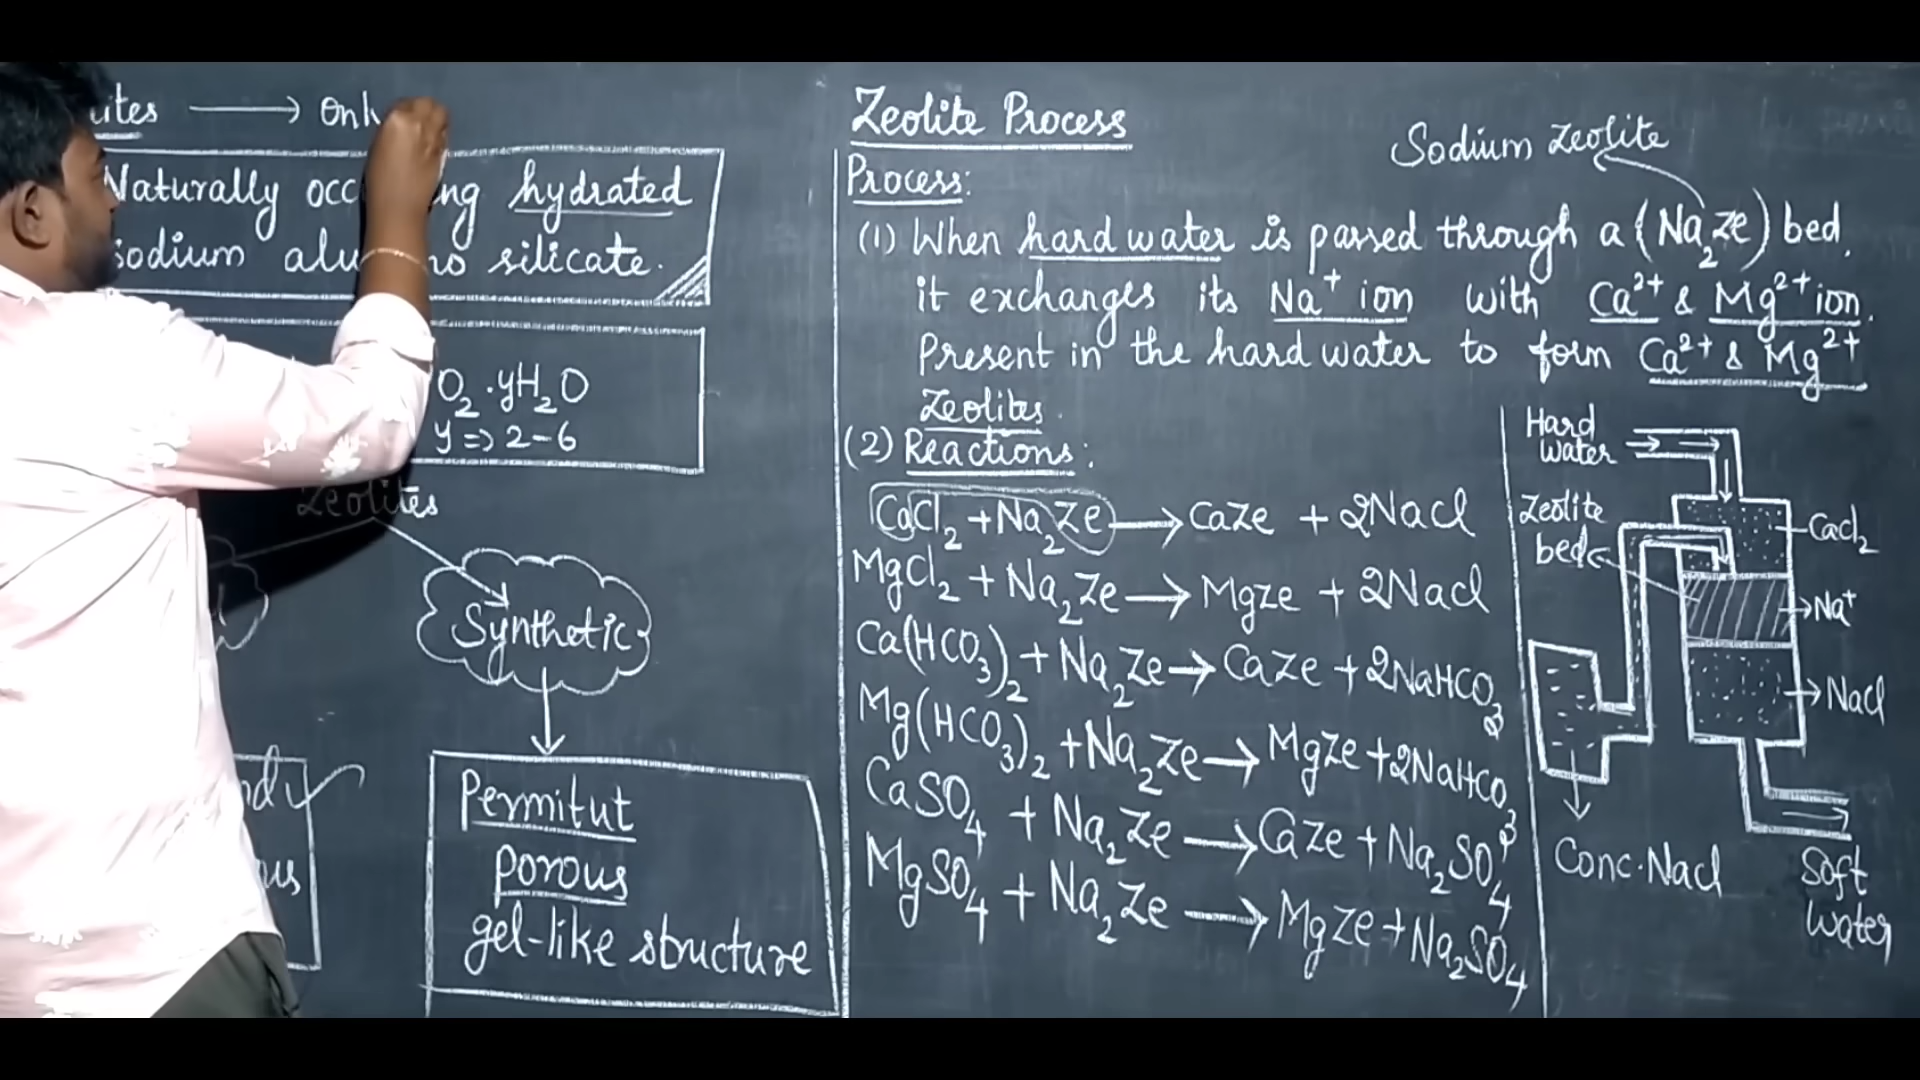 Onl
Naturally hydrated
sodium silicate.
O₂.yH₂O
y => 2-6
Zeolites
Synthetic
Permitut
porous
gel-like structure
Zeolite Process
Sodium Zeolite
Process:
(1) When hard water is passed through a (Na₂Ze) bed.
it exchanges its Na⁺ ion with Ca²⁺ & Mg²⁺ ion.
Present in the hard water to form Ca²⁺ & Mg²⁺
Zeolites.
(2) Reactions:
CaCl₂ + Na₂Ze → CaZe + 2NaCl
MgCl₂ + Na₂Ze → MgZe + 2NaCl
Ca(HCO₃)₂ + Na₂Ze → CaZe + 2NaHCO₃
Mg(HCO₃)₂ + Na₂Ze → MgZe + 2NaHCO₃
CaSO₄ + Na₂Ze → CaZe + Na₂SO₄
MgSO₄ + Na₂Ze → MgZe + Na₂SO₄
Hard
water
Zeolite
bed
CaCl₂
Na⁺
NaCl
Conc.NaCl
Soft
water